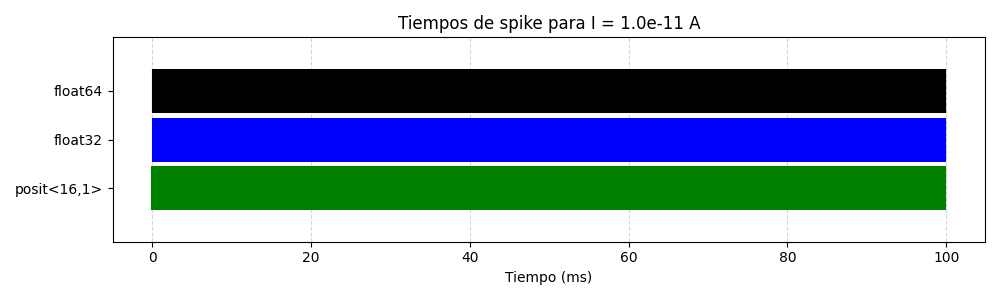 Tiempos de spike para I = 1.0e-11 A
float64
float32
posit<16,1>
0 20 40 60 80 100
Tiempo (ms)